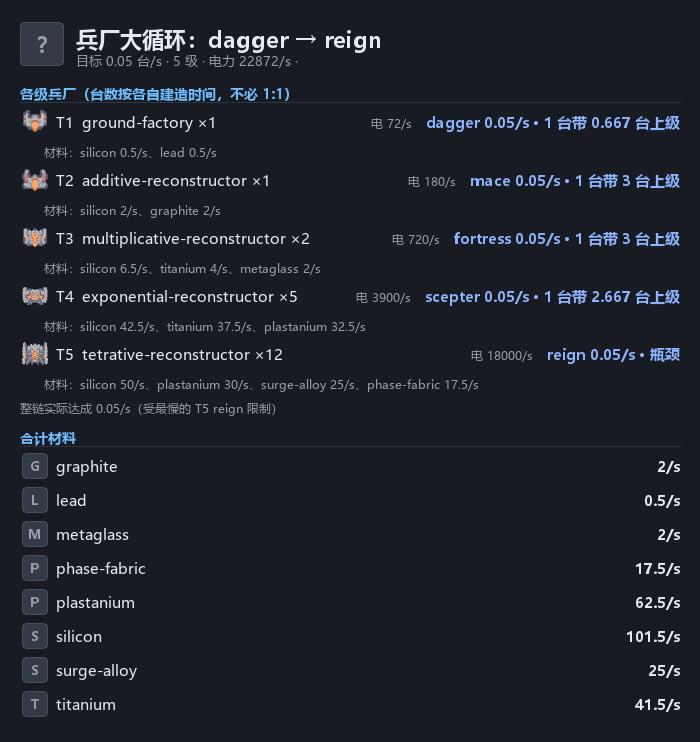 ?
兵厂大循环：dagger → reign
目标 0.05 台/s · 5 级 · 电力 22872/s ·
各级兵厂（台数按各自建造时间，不必 1:1）
T1 ground-factory ×1 电 72/s dagger 0.05/s • 1 台带 0.667 台上级
材料：silicon 0.5/s、lead 0.5/s
T2 additive-reconstructor ×1 电 180/s mace 0.05/s • 1 台带 3 台上级
材料：silicon 2/s、graphite 2/s
T3 multiplicative-reconstructor ×2 电 720/s fortress 0.05/s • 1 台带 3 台上级
材料：silicon 6.5/s、titanium 4/s、metaglass 2/s
T4 exponential-reconstructor ×5 电 3900/s scepter 0.05/s • 1 台带 2.667 台上级
材料：silicon 42.5/s、titanium 37.5/s、plastanium 32.5/s
T5 tetrative-reconstructor ×12 电 18000/s reign 0.05/s • 瓶颈
材料：silicon 50/s、plastanium 30/s、surge-alloy 25/s、phase-fabric 17.5/s
整链实际达成 0.05/s（受最慢的 T5 reign 限制）
合计材料
G graphite 2/s
L lead 0.5/s
M metaglass 2/s
P phase-fabric 17.5/s
P plastanium 62.5/s
S silicon 101.5/s
S surge-alloy 25/s
T titanium 41.5/s